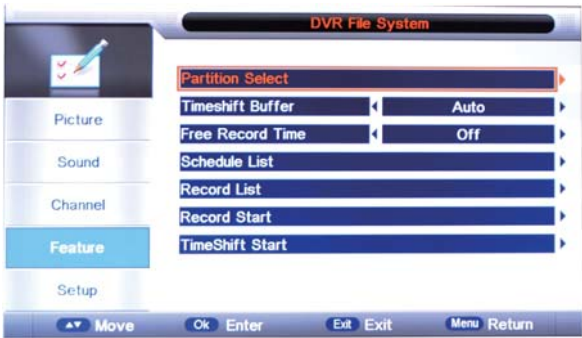 DVR File System
Picture
Sound
Channel
Feature
Setup
Partition Select
Timeshift Buffer Auto
Free Record Time Off
Schedule List
Record List
Record Start
TimeShift Start
Move Ok Enter Exit Exit Menu Return